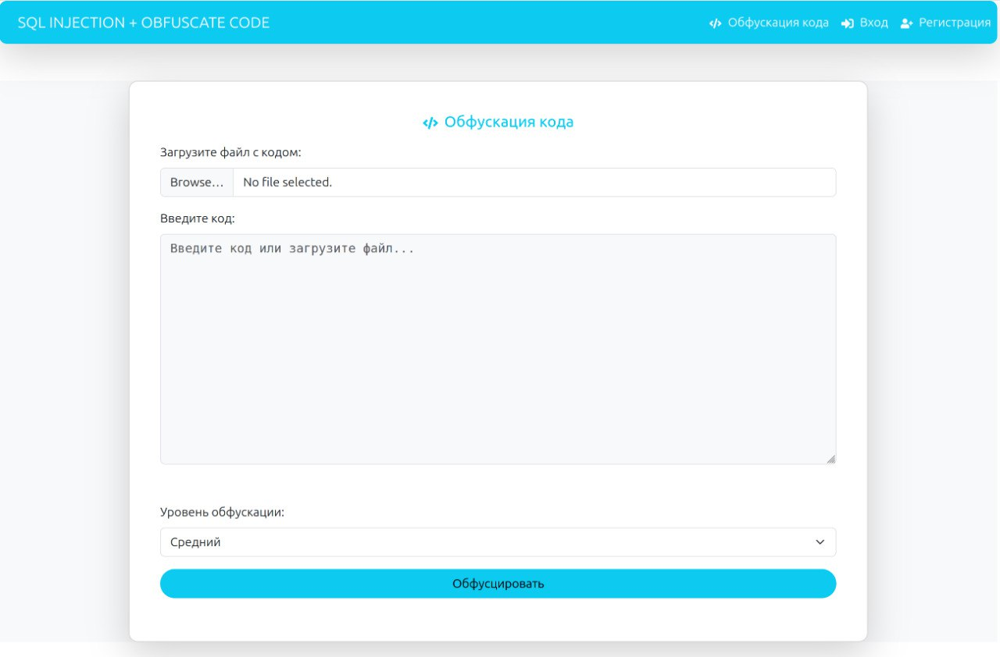 SQL INJECTION + OBFUSCATE CODE
Обфускация кода Вход Регистрация
Обфускация кода
Загрузите файл с кодом:
Browse... No file selected.
Введите код:
Введите код или загрузите файл...
Уровень обфускации:
Средний
Обфусцировать